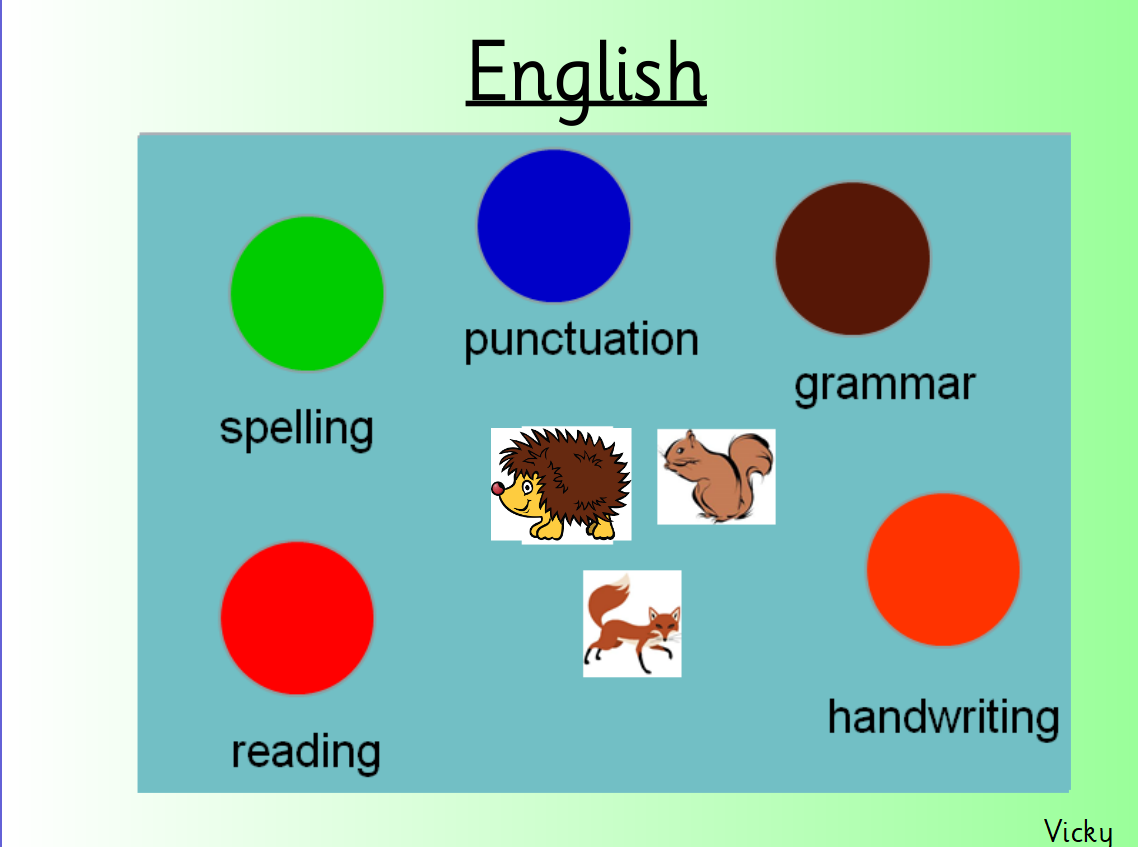 English
punctuation
grammar
spelling
handwriting
reading
Vicky